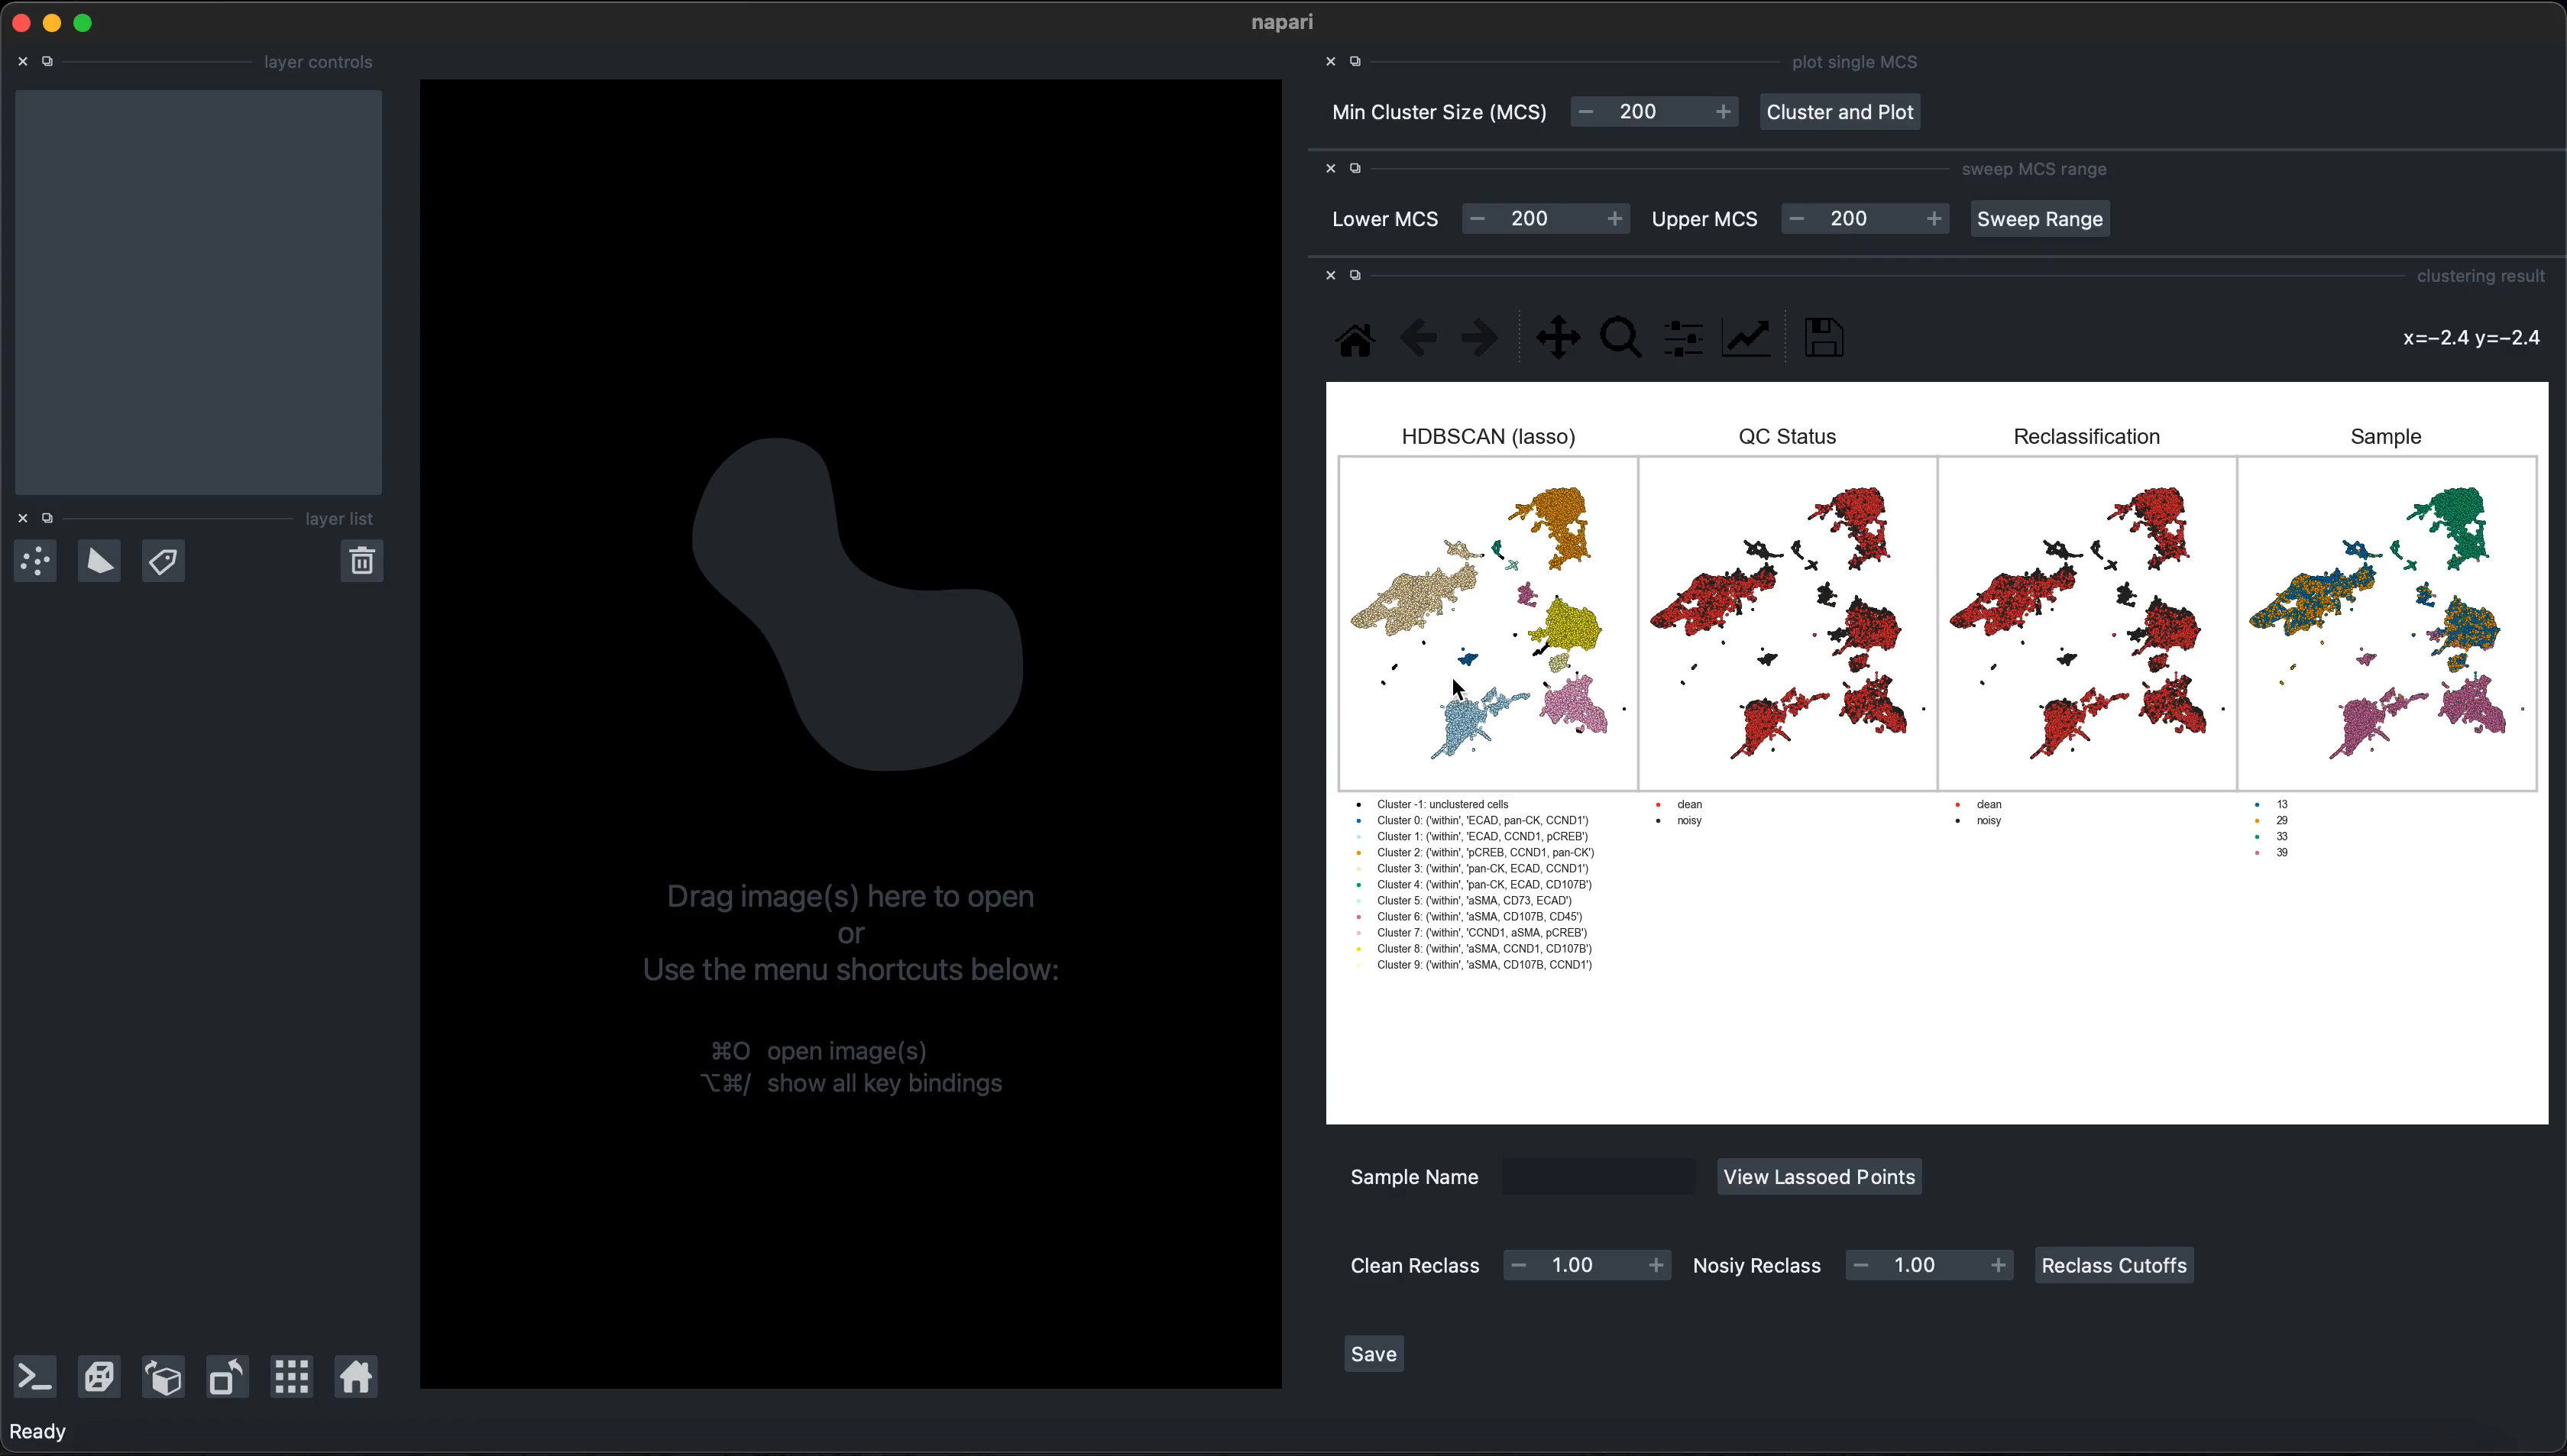 napari
layer controls
layer list
Drag image(s) here to open
or
Use the menu shortcuts below:
⌘O open image(s)
⌥⌘/ show all key bindings
Ready
plot single MCS
Min Cluster Size (MCS) − 200 + Cluster and Plot
sweep MCS range
Lower MCS − 200 + Upper MCS − 200 + Sweep Range
clustering result
x=−2.4 y=−2.4
HDBSCAN (lasso) QC Status Reclassification Sample
Cluster -1: unclustered cells
Cluster 0: ('within', 'ECAD, pan-CK, CCND1')
Cluster 1: ('within', 'ECAD, CCND1, pCREB')
Cluster 2: ('within', 'pCREB, CCND1, pan-CK')
Cluster 3: ('within', 'pan-CK, ECAD, CCND1')
Cluster 4: ('within', 'pan-CK, ECAD, CD107B')
Cluster 5: ('within', 'aSMA, CD73, ECAD')
Cluster 6: ('within', 'aSMA, CD107B, CD45')
Cluster 7: ('within', 'CCND1, aSMA, pCREB')
Cluster 8: ('within', 'aSMA, CCND1, CD107B')
Cluster 9: ('within', 'aSMA, CD107B, CCND1')
clean
noisy
clean
noisy
13
29
33
39
Sample Name View Lassoed Points
Clean Reclass − 1.00 + Nosiy Reclass − 1.00 + Reclass Cutoffs
Save